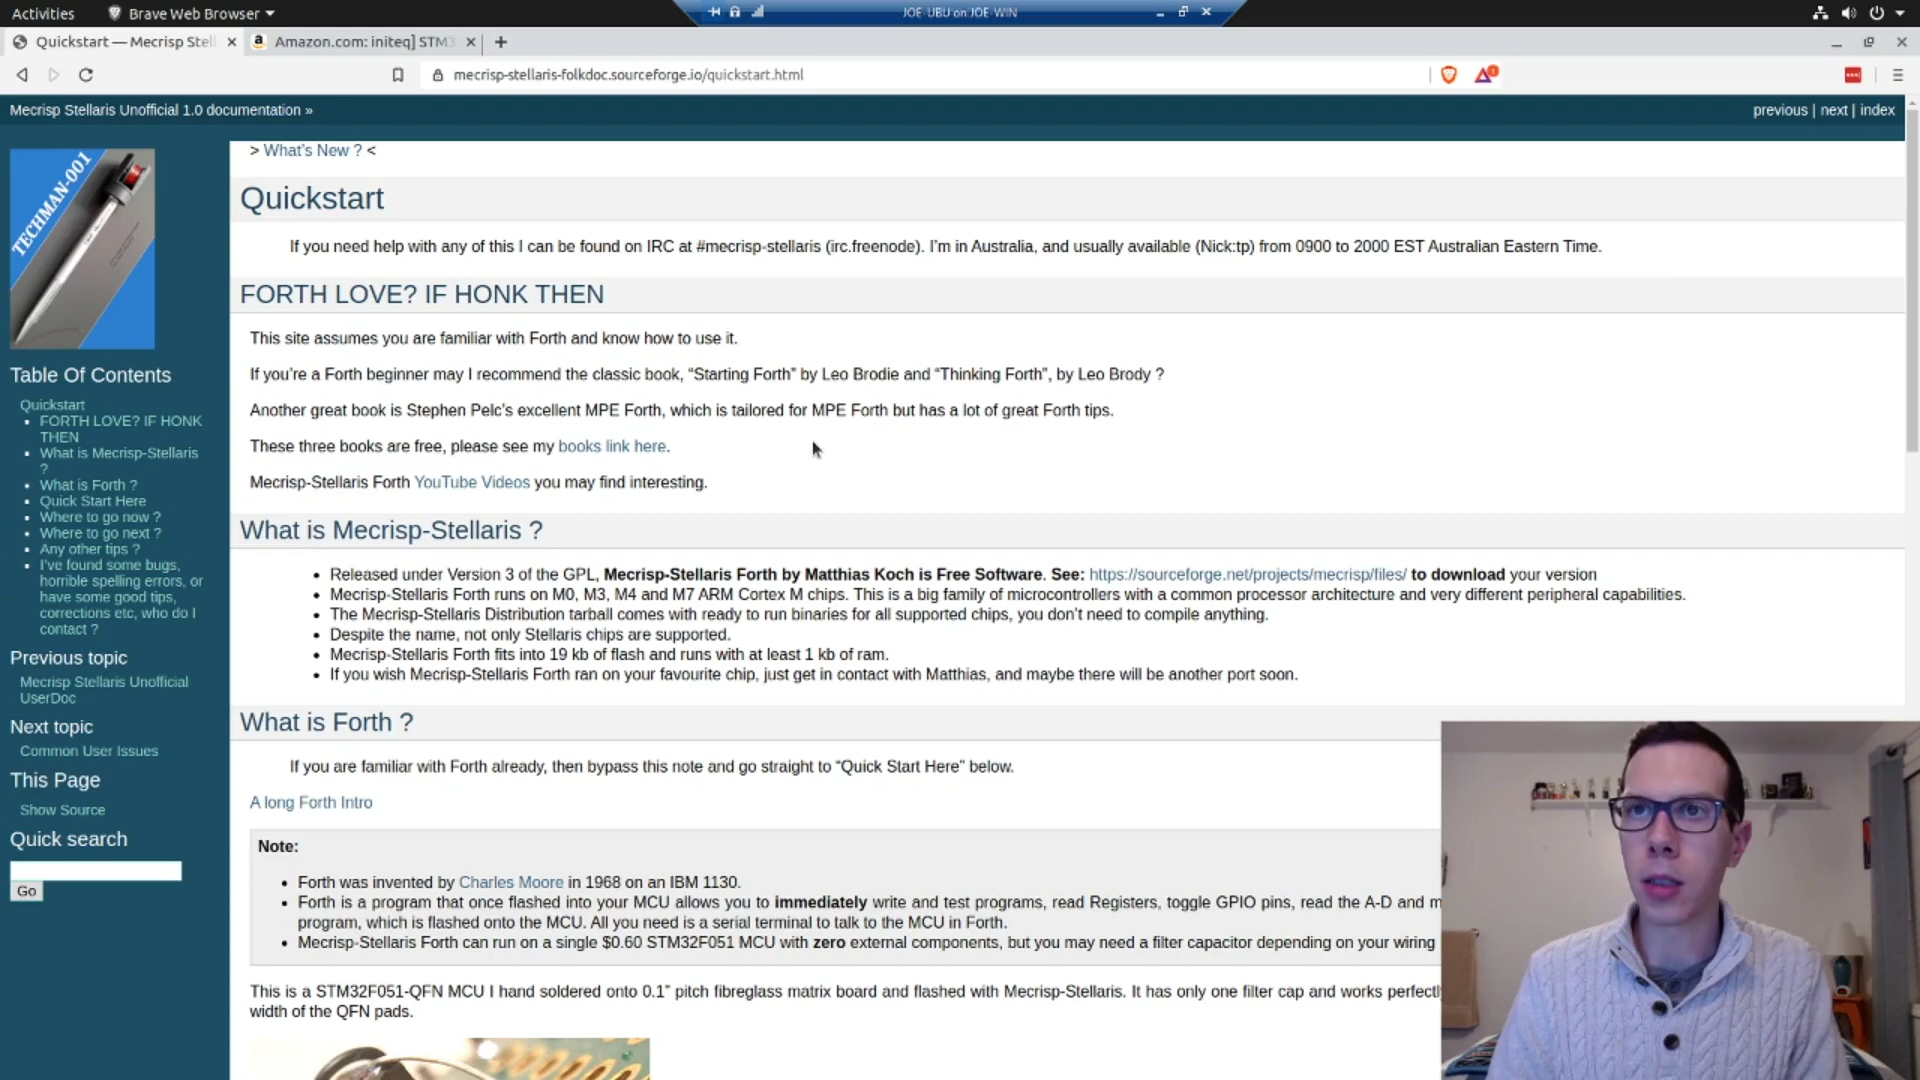 Activities
Brave Web Browser
JOE-UBU on JOE-WIN
Quickstart — Mecrisp Stell
Amazon.com: initeq] STM3
mecrisp-stellaris-folkdoc.sourceforge.io/quickstart.html
Mecrisp Stellaris Unofficial 1.0 documentation »
previous | next | index
TECHMAN-001
Table Of Contents
Quickstart
FORTH LOVE? IF HONK
THEN
What is Mecrisp-Stellaris
?
What is Forth ?
Quick Start Here
Where to go now ?
Where to go next ?
Any other tips ?
I've found some bugs,
horrible spelling errors, or
have some good tips,
corrections etc, who do I
contact ?
Previous topic
Mecrisp Stellaris Unofficial
UserDoc
Next topic
Common User Issues
This Page
Show Source
Quick search
Go
> What's New ? <
Quickstart
If you need help with any of this I can be found on IRC at #mecrisp-stellaris (irc.freenode). I'm in Australia, and usually available (Nick:tp) from 0900 to 2000 EST Australian Eastern Time.
FORTH LOVE? IF HONK THEN
This site assumes you are familiar with Forth and know how to use it.
If you're a Forth beginner may I recommend the classic book, “Starting Forth” by Leo Brodie and “Thinking Forth”, by Leo Brody ?
Another great book is Stephen Pelc's excellent MPE Forth, which is tailored for MPE Forth but has a lot of great Forth tips.
These three books are free, please see my books link here.
Mecrisp-Stellaris Forth YouTube Videos you may find interesting.
What is Mecrisp-Stellaris ?
Released under Version 3 of the GPL, Mecrisp-Stellaris Forth by Matthias Koch is Free Software. See: https://sourceforge.net/projects/mecrisp/files/ to download your version
Mecrisp-Stellaris Forth runs on M0, M3, M4 and M7 ARM Cortex M chips. This is a big family of microcontrollers with a common processor architecture and very different peripheral capabilities.
The Mecrisp-Stellaris Distribution tarball comes with ready to run binaries for all supported chips, you don't need to compile anything.
Despite the name, not only Stellaris chips are supported.
Mecrisp-Stellaris Forth fits into 19 kb of flash and runs with at least 1 kb of ram.
If you wish Mecrisp-Stellaris Forth ran on your favourite chip, just get in contact with Matthias, and maybe there will be another port soon.
What is Forth ?
If you are familiar with Forth already, then bypass this note and go straight to “Quick Start Here” below.
A long Forth Intro
Note:
Forth was invented by Charles Moore in 1968 on an IBM 1130.
Forth is a program that once flashed into your MCU allows you to immediately write and test programs, read Registers, toggle GPIO pins, read the A-D and m
program, which is flashed onto the MCU. All you need is a serial terminal to talk to the MCU in Forth.
Mecrisp-Stellaris Forth can run on a single $0.60 STM32F051 MCU with zero external components, but you may need a filter capacitor depending on your wiring
This is a STM32F051-QFN MCU I hand soldered onto 0.1” pitch fibreglass matrix board and flashed with Mecrisp-Stellaris. It has only one filter cap and works perfectl
width of the QFN pads.